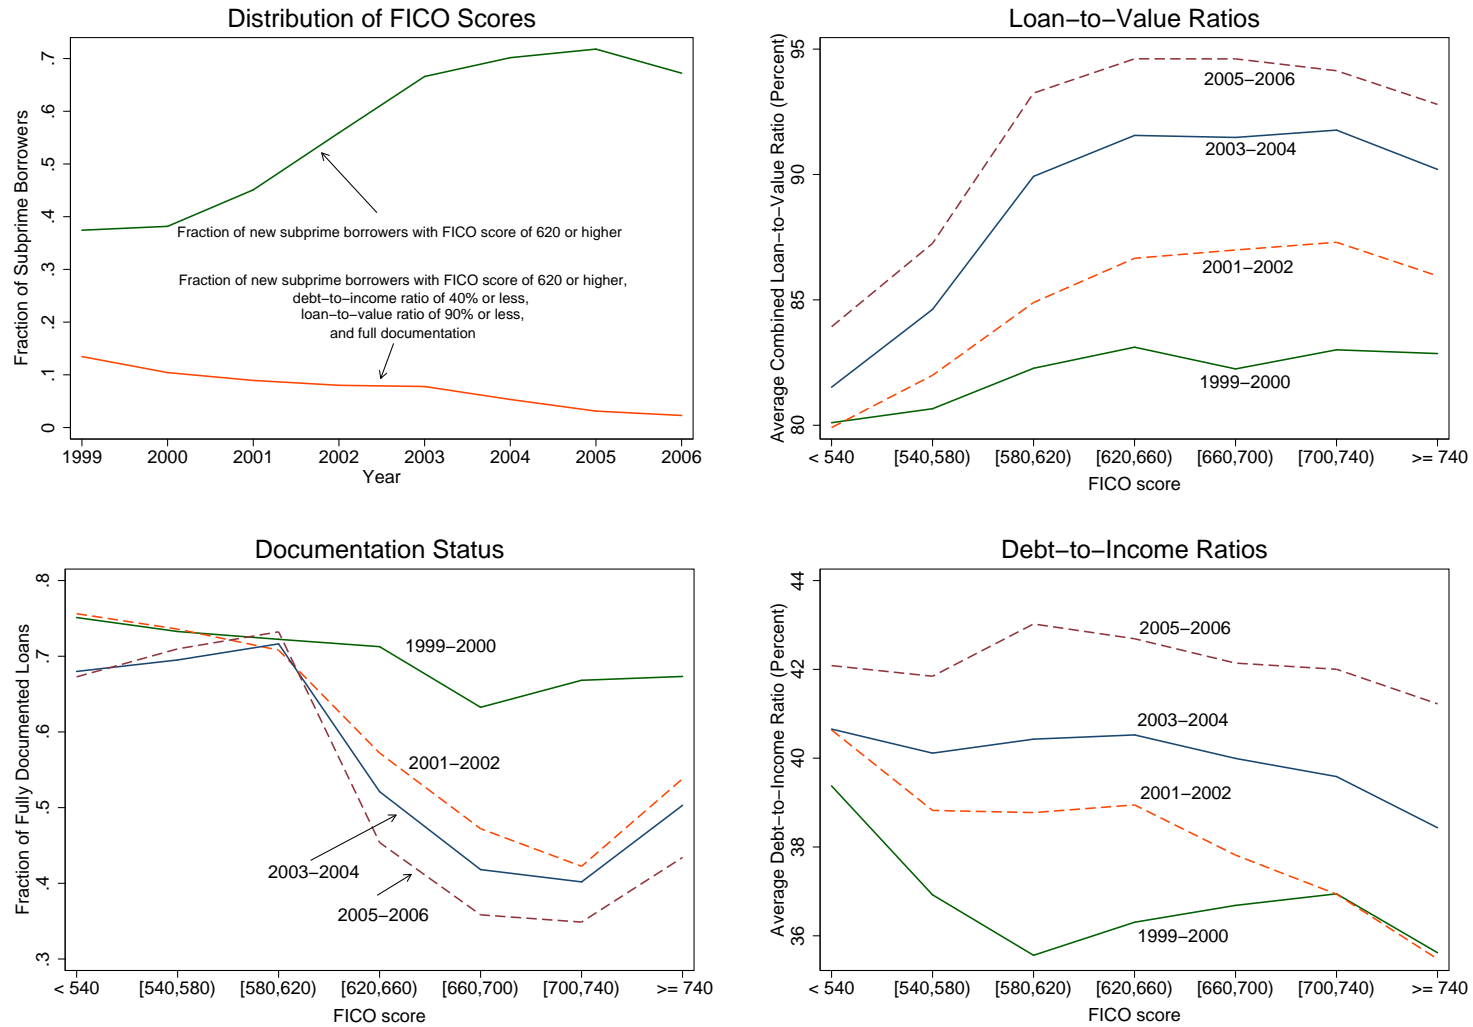 Distribution of FICO Scores
Fraction of Subprime Borrowers
.7
.6
.5
.4
.3
.2
.1
0
Fraction of new subprime borrowers with FICO score of 620 or higher
Fraction of new subprime borrowers with FICO score of 620 or higher,
debt−to−income ratio of 40% or less,
loan−to−value ratio of 90% or less,
and full documentation
1999 2000 2001 2002 2003 2004 2005 2006
Year
Loan−to−Value Ratios
Average Combined Loan−to−Value Ratio (Percent)
95
90
85
80
2005−2006
2003−2004
2001−2002
1999−2000
< 540 [540,580) [580,620) [620,660) [660,700) [700,740) >= 740
FICO score
Documentation Status
Fraction of Fully Documented Loans
.8
.7
.6
.5
.4
.3
1999−2000
2001−2002
2003−2004
2005−2006
< 540 [540,580) [580,620) [620,660) [660,700) [700,740) >= 740
FICO score
Debt−to−Income Ratios
Average Debt−to−Income Ratio (Percent)
44
42
40
38
36
2005−2006
2003−2004
2001−2002
1999−2000
< 540 [540,580) [580,620) [620,660) [660,700) [700,740) >= 740
FICO score